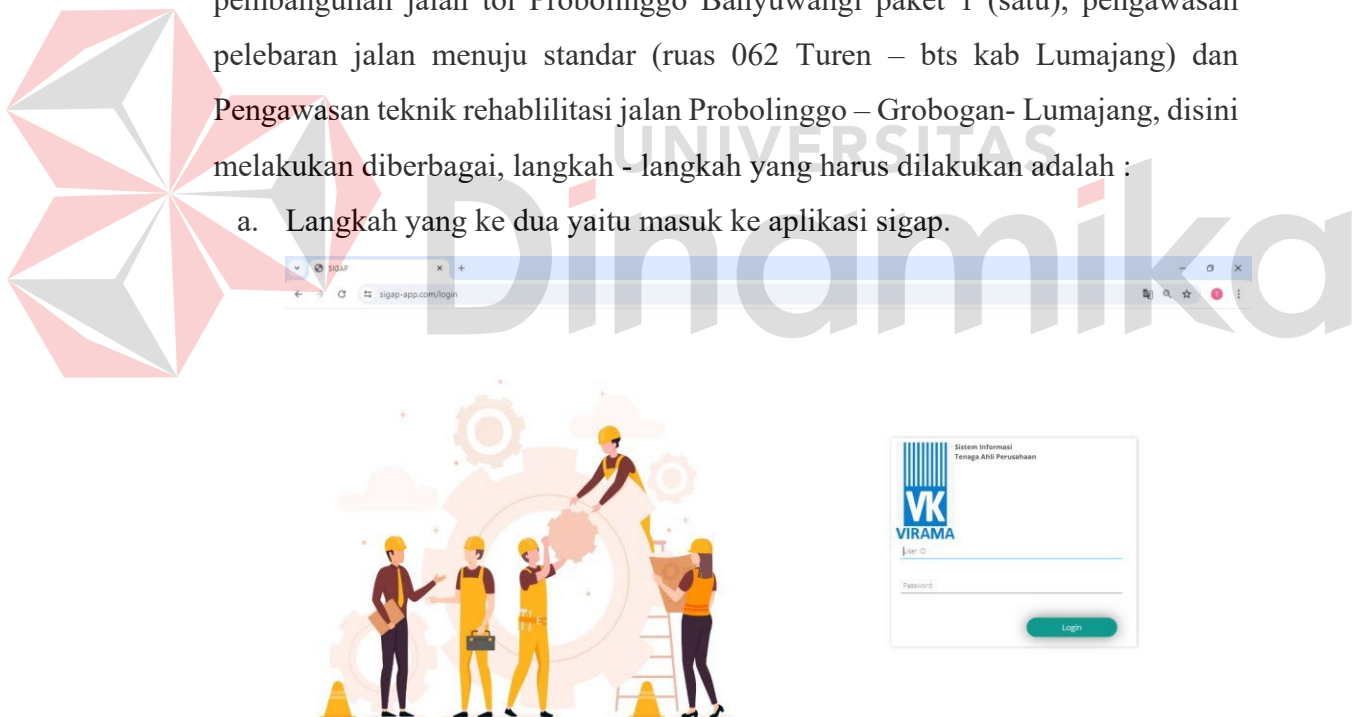 pembangunan jalan tol Probolinggo Banyuwangi paket 1 (satu), pengawasan
pelebaran jalan menuju standar (ruas 062 Turen – bts kab Lumajang) dan
Pengawasan teknik rehablilitasi jalan Probolinggo – Grobogan- Lumajang, disini
UNIVERSITAS
melakukan diberbagai, langkah - langkah yang harus dilakukan adalah :
Dinamika
a. Langkah yang ke dua yaitu masuk ke aplikasi sigap.
SIGAP
sigap-app.com/login
Sistem Informasi
Tenaga Ahli Perusahaan
VK
VIRAMA
User ID
Password
Login